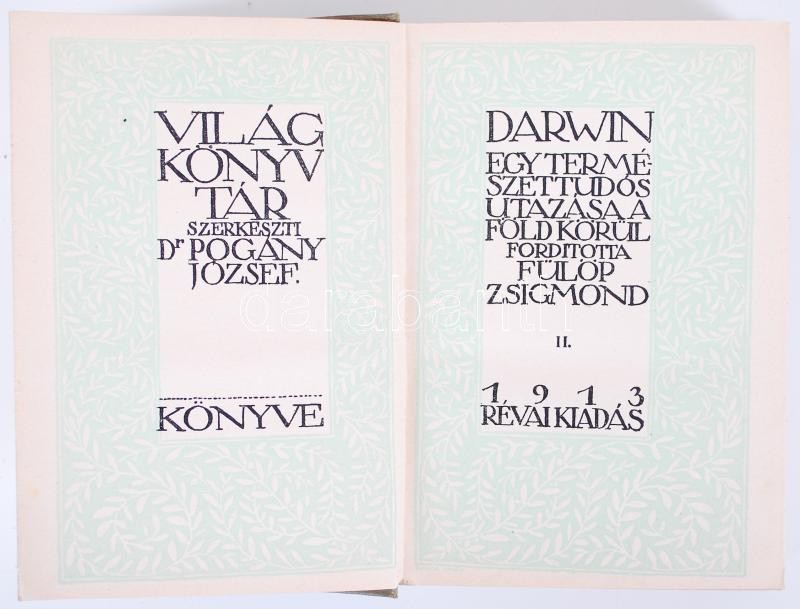 VILÁG
KÖNYV
TÁR
SZERKESZTI
Dr POGÁNY
JÓZSEF.
KÖNYVE
DARWIN
EGY TERMÉ-
SZETTUDÓS
UTAZÁSA A
FÖLD KÖRÜL
FORDITOTTA
FÜLÖP
ZSIGMOND
II.
1913
RÉVAI KIADÁS
darabanth